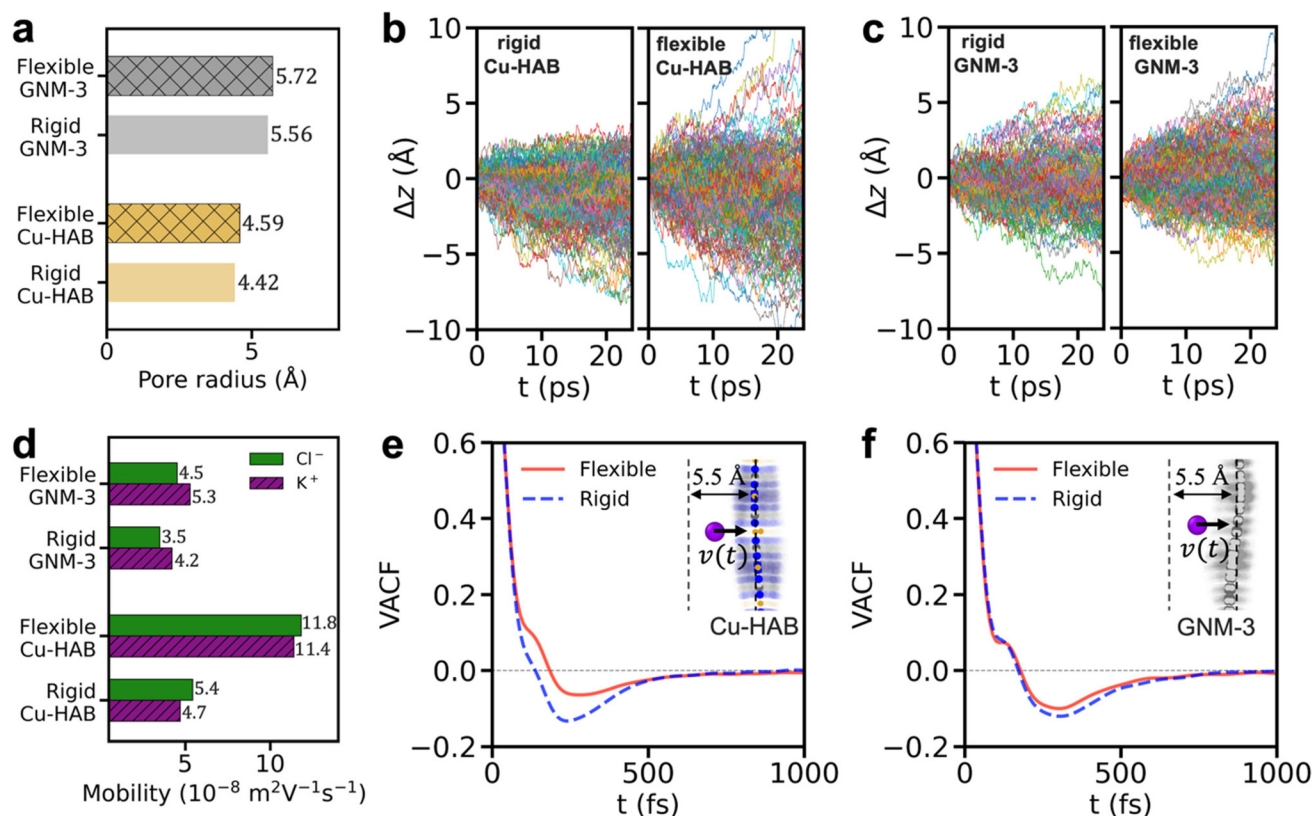 a
Flexible
GNM-3
5.72
Rigid
GNM-3
5.56
Flexible
Cu-HAB
4.59
Rigid
Cu-HAB
4.42
0
5
Pore radius (Å)
b
rigid
Cu-HAB
flexible
Cu-HAB
10
5
0
−5
−10
Δz (Å)
0
10
20
0
10
20
t (ps)
t (ps)
c
rigid
GNM-3
flexible
GNM-3
10
5
0
−5
−10
Δz (Å)
0
10
20
0
10
20
t (ps)
t (ps)
d
Cl⁻
K⁺
Flexible
GNM-3
4.5
5.3
Rigid
GNM-3
3.5
4.2
Flexible
Cu-HAB
11.8
11.4
Rigid
Cu-HAB
5.4
4.7
5
10
Mobility (10⁻⁸ m²V⁻¹s⁻¹)
e
Flexible
Rigid
5.5 Å
v(t)
Cu-HAB
0.6
0.4
0.2
0.0
−0.2
VACF
0
500
1000
t (fs)
f
Flexible
Rigid
5.5 Å
v(t)
GNM-3
0.6
0.4
0.2
0.0
−0.2
VACF
0
500
1000
t (fs)